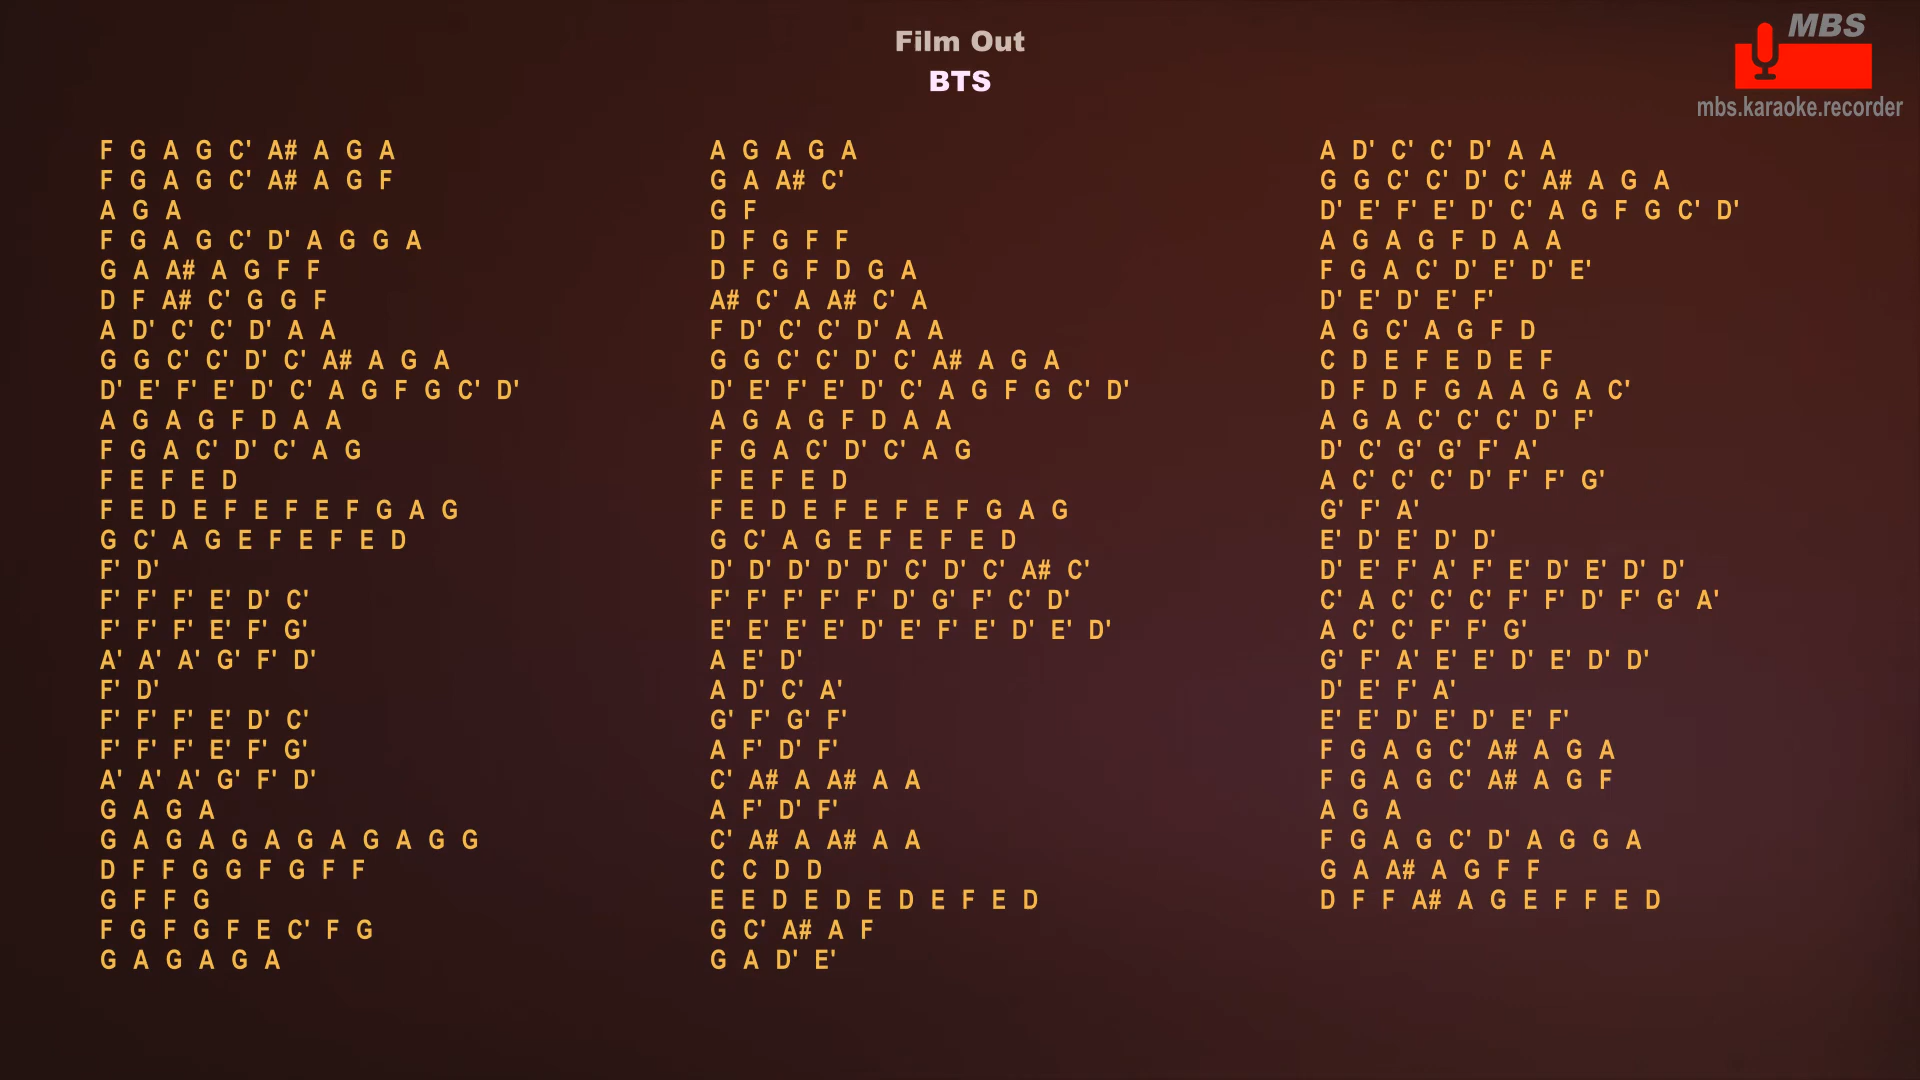 Film Out
BTS
MBS
mbs.karaoke.recorder
F G A G C' A# A G A
F G A G C' A# A G F
A G A
F G A G C' D' A G G A
G A A# A G F F
D F A# C' G G F
A D' C' C' D' A A
G G C' C' D' C' A# A G A
D' E' F' E' D' C' A G F G C' D'
A G A G F D A A
F G A C' D' C' A G
F E F E D
F E D E F E F E F G A G
G C' A G E F E F E D
F' D'
F' F' F' E' D' C'
F' F' F' E' F' G'
A' A' A' G' F' D'
F' D'
F' F' F' E' D' C'
F' F' F' E' F' G'
A' A' A' G' F' D'
G A G A
G A G A G A G A G A G G
D F F G G F G F F
G F F G
F G F G F E C' F G
G A G A G A
A G A G A
G A A# C'
G F
D F G F F
D F G F D G A
A# C' A A# C' A
F D' C' C' D' A A
G G C' C' D' C' A# A G A
D' E' F' E' D' C' A G F G C' D'
A G A G F D A A
F G A C' D' C' A G
F E F E D
F E D E F E F E F G A G
G C' A G E F E F E D
D' D' D' D' D' C' D' C' A# C'
F' F' F' F' F' D' G' F' C' D'
E' E' E' E' D' E' F' E' D' E' D'
A E' D'
A D' C' A'
G' F' G' F'
A F' D' F'
C' A# A A# A A
A F' D' F'
C' A# A A# A A
C C D D
E E D E D E D E F E D
G C' A# A F
G A D' E'
A D' C' C' D' A A
G G C' C' D' C' A# A G A
D' E' F' E' D' C' A G F G C' D'
A G A G F D A A
F G A C' D' E' D' E'
D' E' D' E' F'
A G C' A G F D
C D E F E D E F
D F D F G A A G A C'
A G A C' C' C' D' F'
D' C' G' G' F' A'
A C' C' C' D' F' F' G'
G' F' A'
E' D' E' D' D'
D' E' F' A' F' E' D' E' D' D'
C' A C' C' C' F' F' D' F' G' A'
A C' C' F' F' G'
G' F' A' E' E' D' E' D' D'
D' E' F' A'
E' E' D' E' D' E' F'
F G A G C' A# A G A
F G A G C' A# A G F
A G A
F G A G C' D' A G G A
G A A# A G F F
D F F A# A G E F F E D